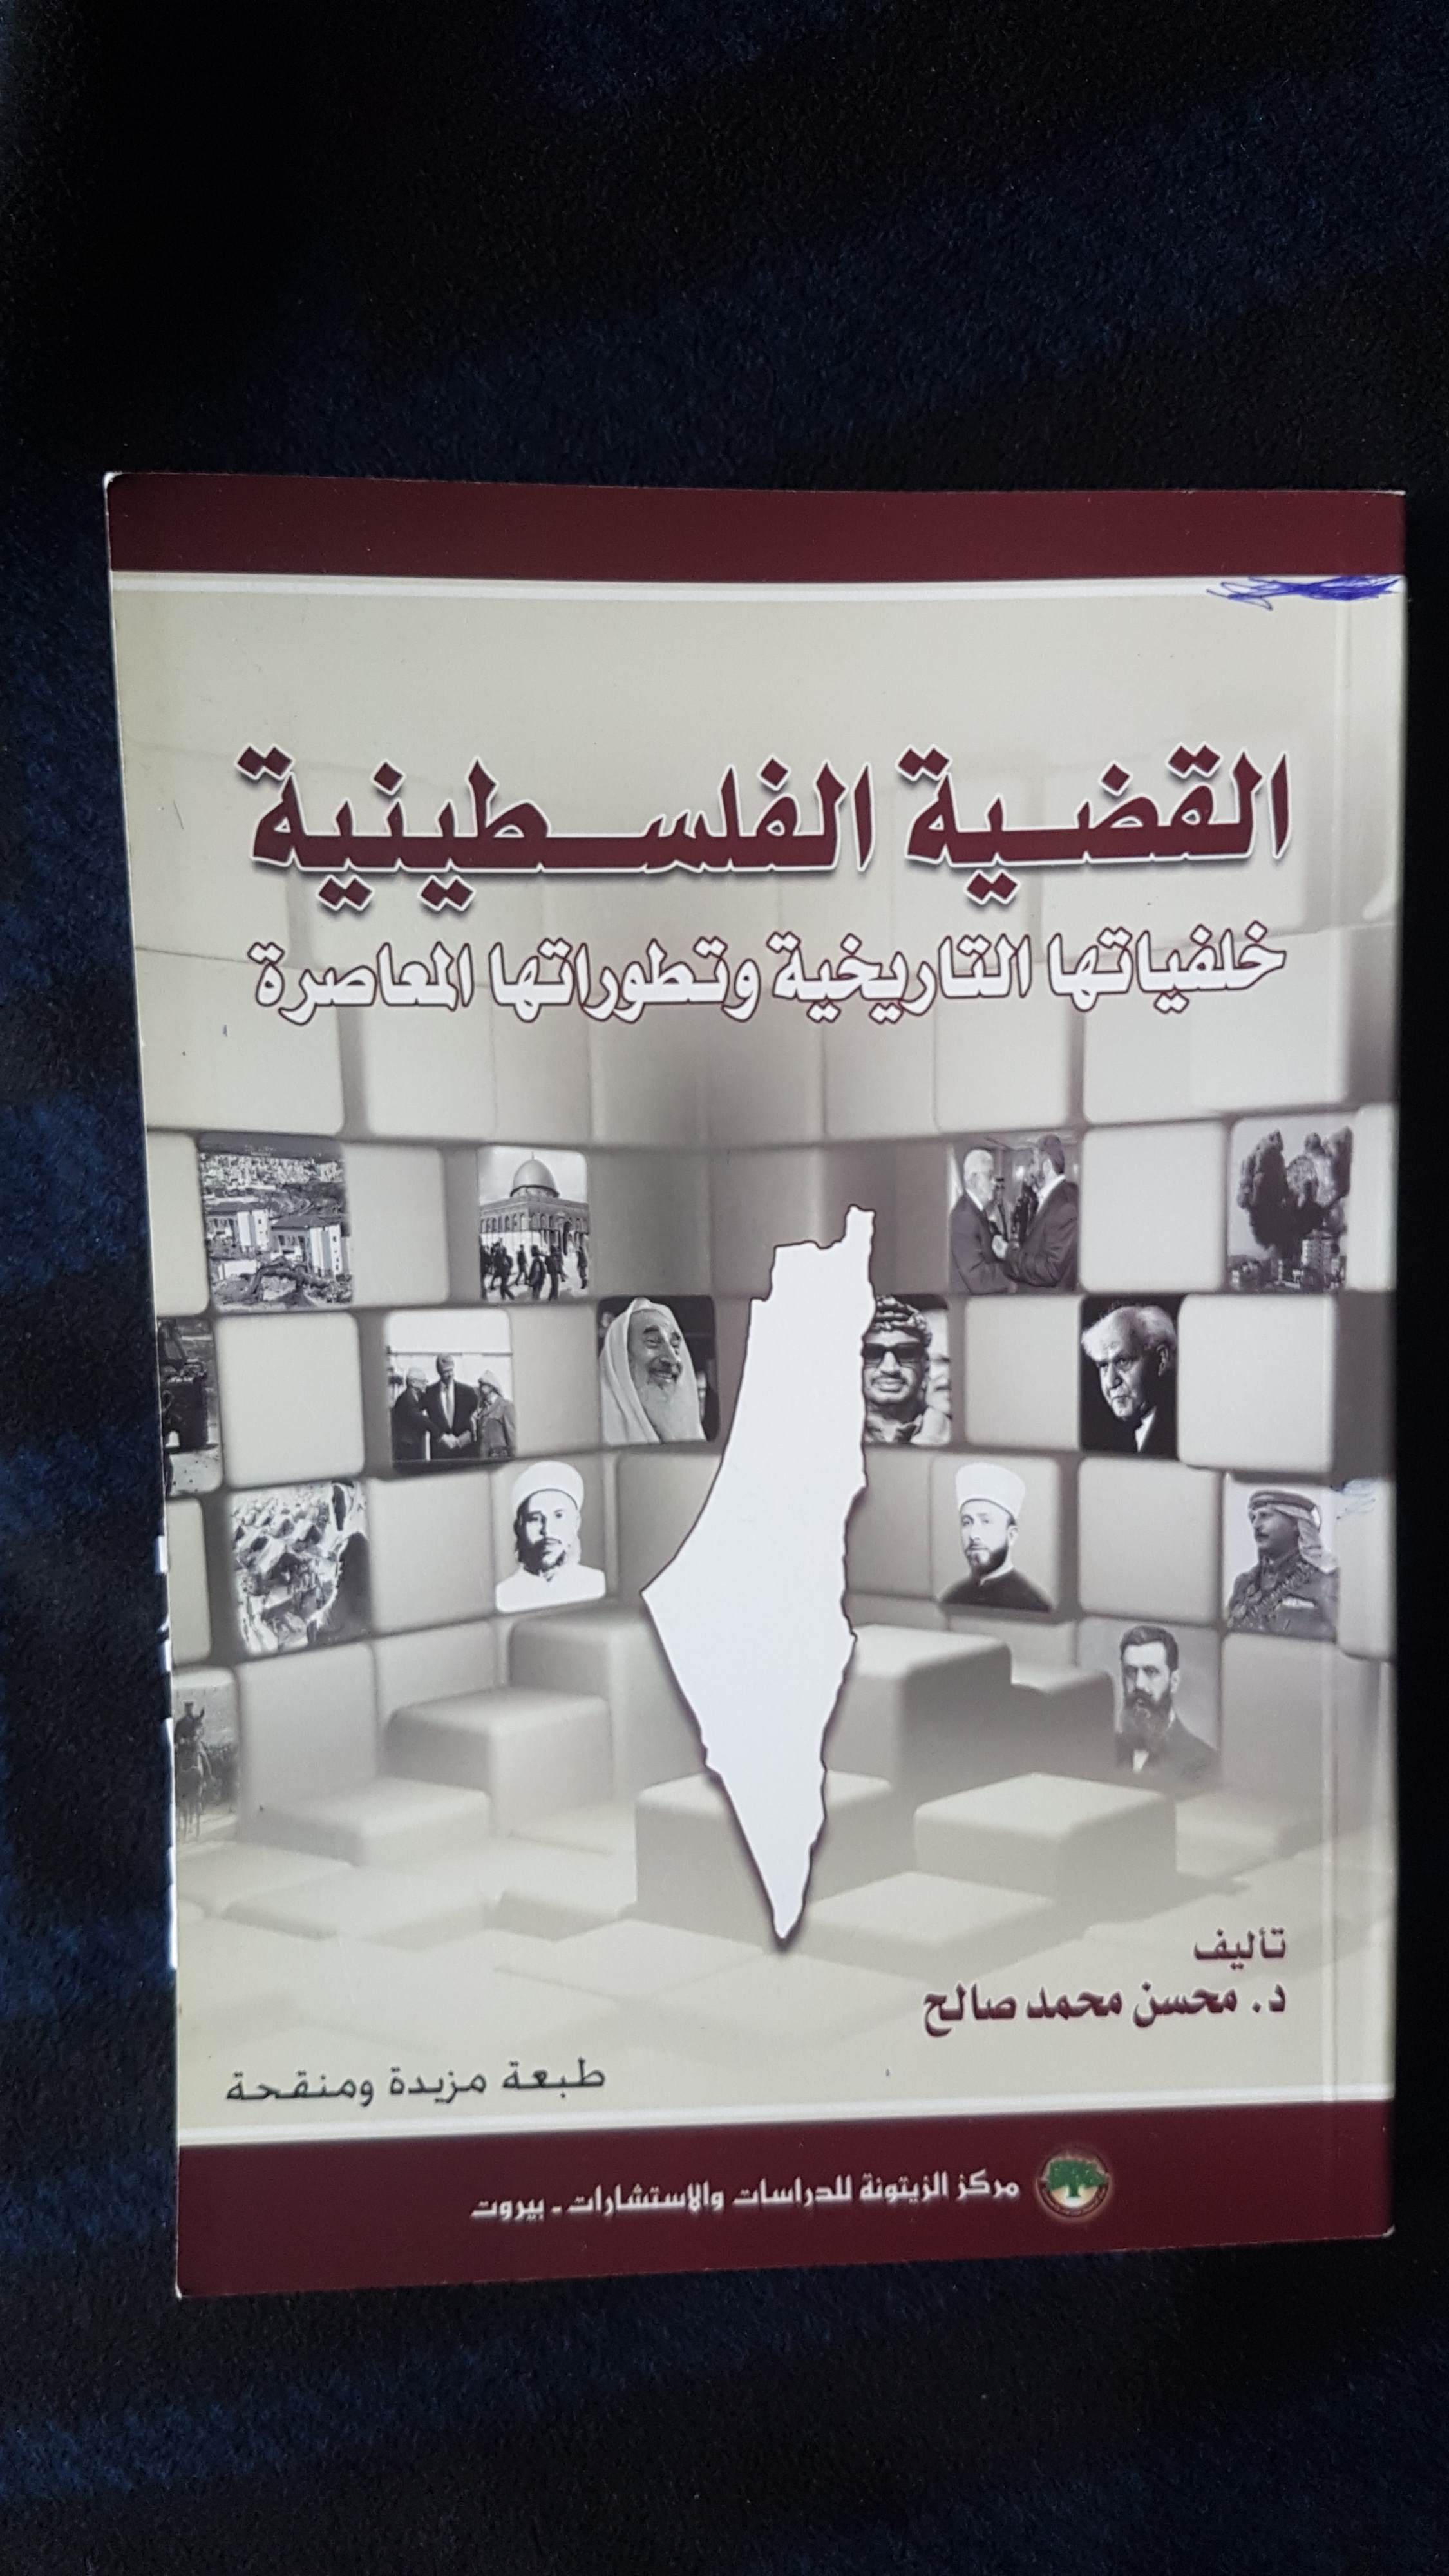 القضية الفلسطينية
خلفياتها التاريخية وتطوراتها المعاصرة
تأليف
د. محسن محمد صالح
طبعة مزيدة ومنقحة
مركز الزيتونة للدراسات والاستشارات - بيروت